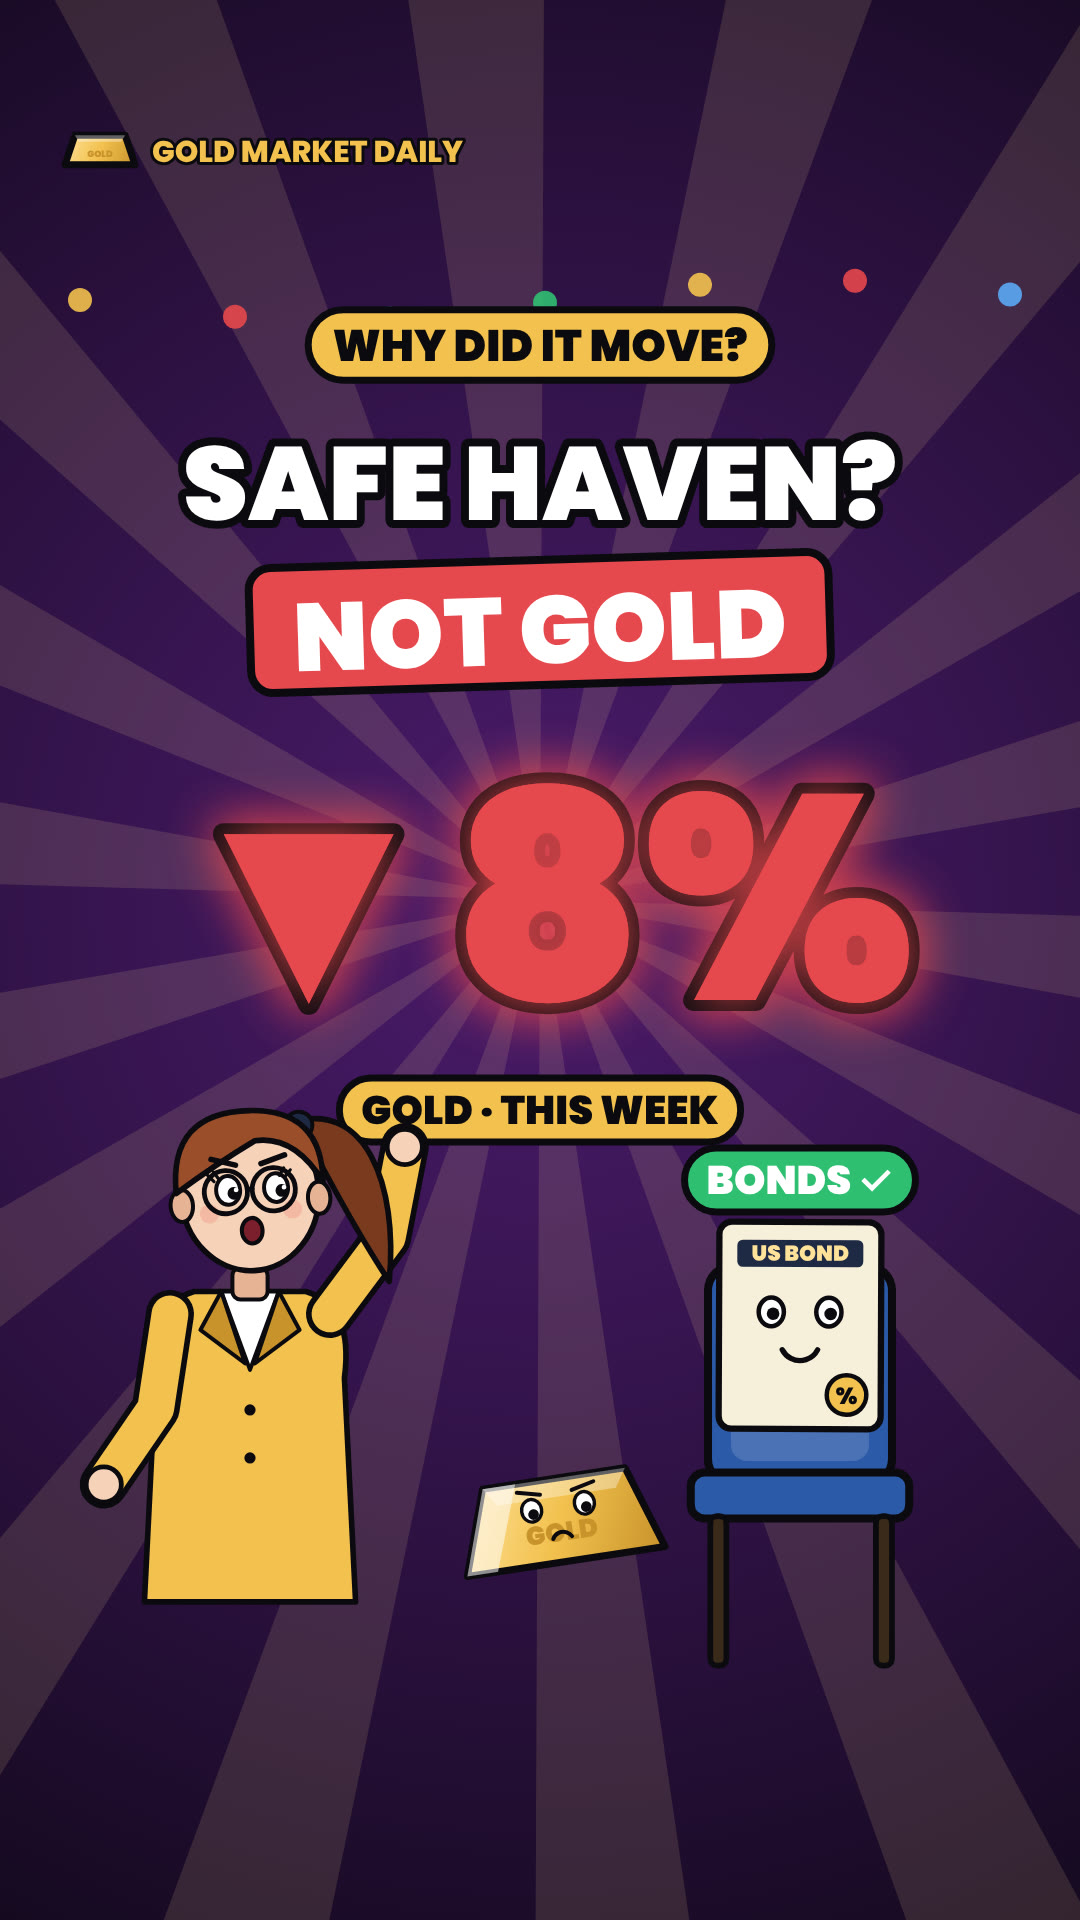 GOLD
GOLD MARKET DAILY
WHY DID IT MOVE?
SAFE HAVEN?
NOT GOLD
▼ 8%
GOLD · THIS WEEK
BONDS ✓
US BOND
%
GOLD